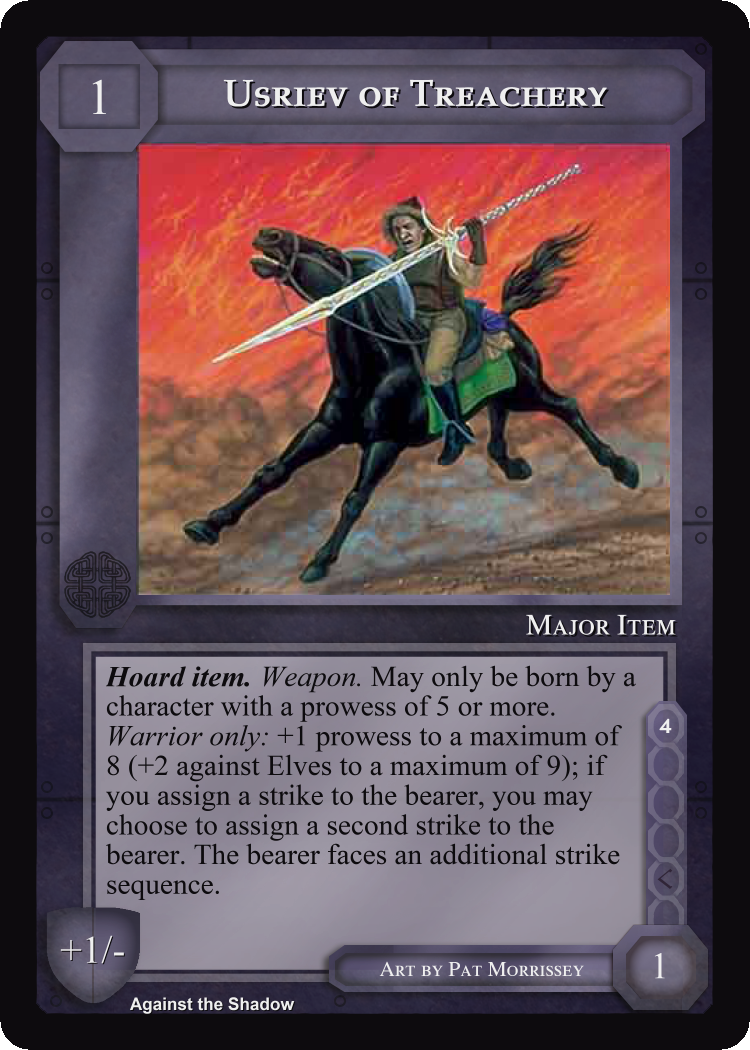 1
Usriev of Treachery
Major Item
Hoard item. Weapon. May only be born by a
character with a prowess of 5 or more.
Warrior only: +1 prowess to a maximum of
8 (+2 against Elves to a maximum of 9); if
you assign a strike to the bearer, you may
choose to assign a second strike to the
bearer. The bearer faces an additional strike
sequence.
4
<
+1/-
Art by Pat Morrissey
1
Against the Shadow